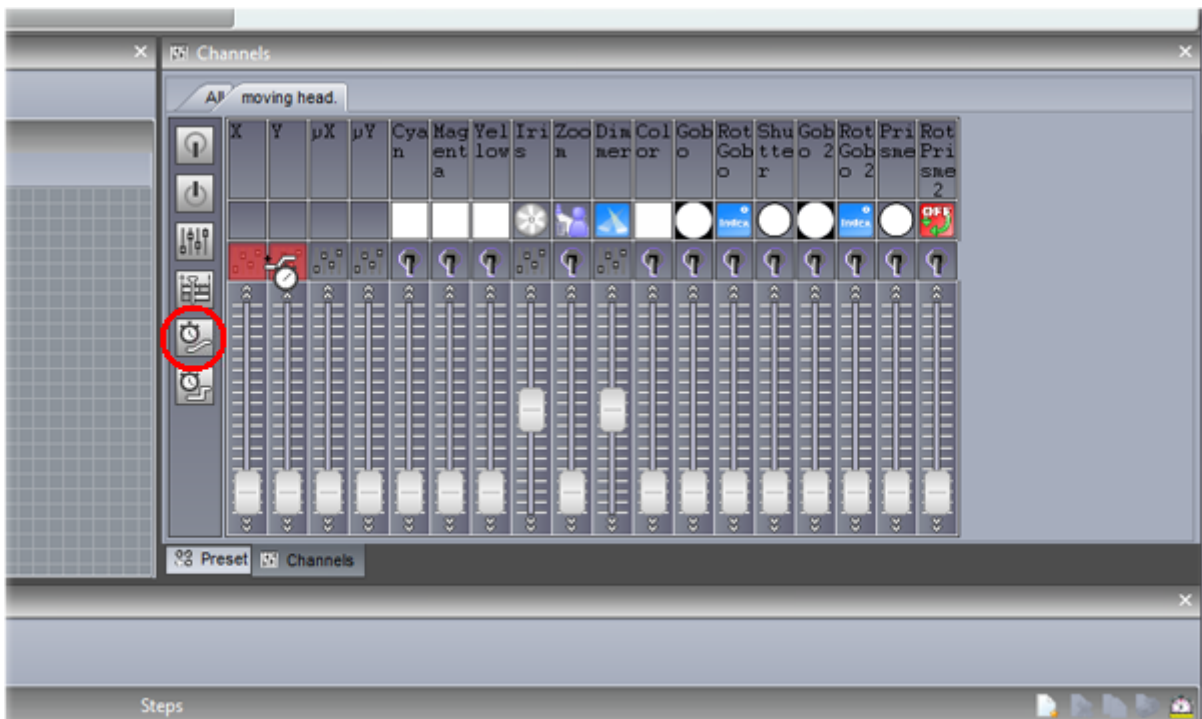 Channels
All moving head.
X Y µX µY Cyan Magenta Yellow Iris Zoom Dimmer Color Gobo Rot Gobo Shutter Gobo 2 Rot Gobo 2 Prisme Rot Prisme 2
Index Index OFF
Preset Channels
Steps